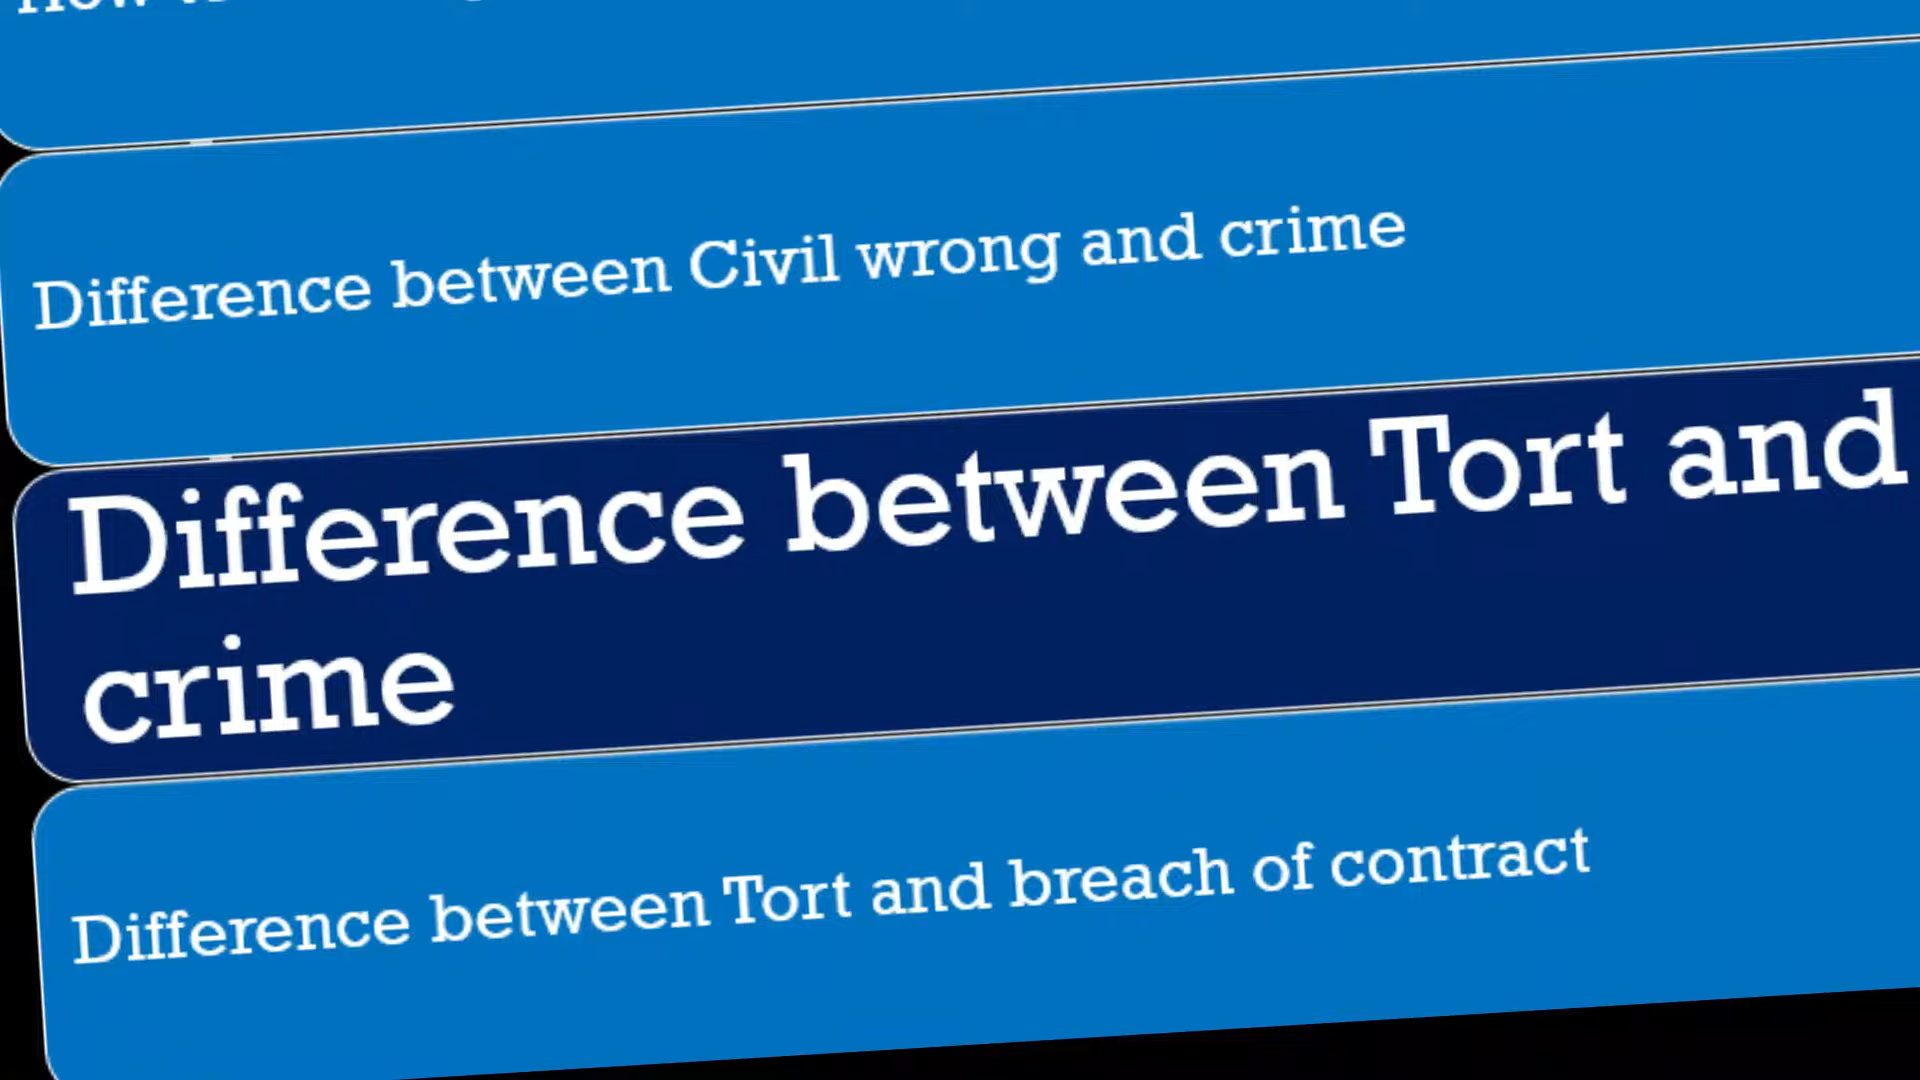 Difference between Civil wrong and crime
Difference between Tort and
crime
Difference between Tort and breach of contract